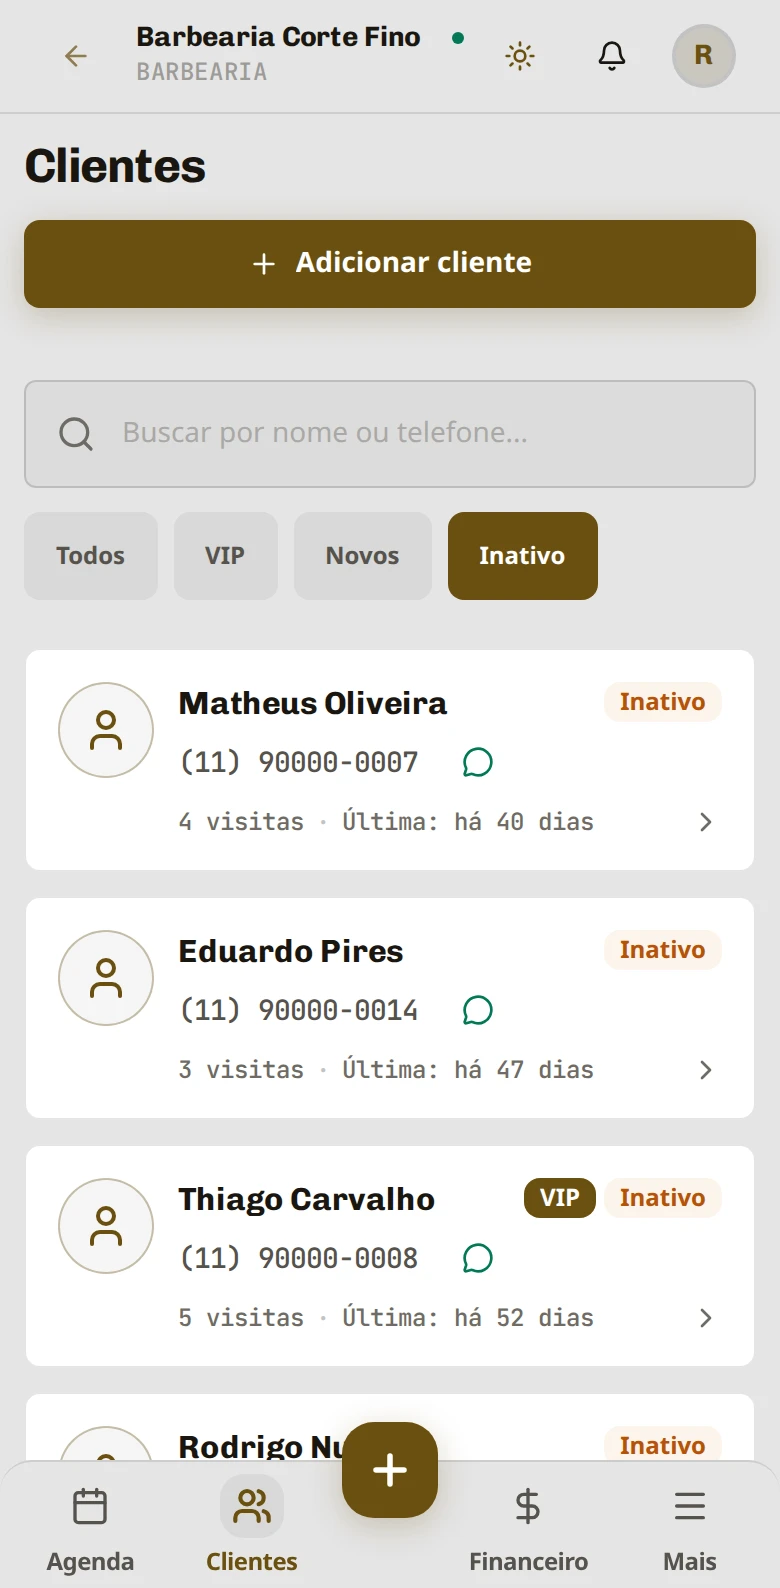 Barbearia Corte Fino
BARBEARIA
R
Clientes
Adicionar cliente
Buscar por nome ou telefone...
Todos
VIP
Novos
Inativo
Matheus Oliveira
Inativo
(11) 90000-0007
4 visitas · Última: há 40 dias
Eduardo Pires
Inativo
(11) 90000-0014
3 visitas · Última: há 47 dias
Thiago Carvalho
VIP
Inativo
(11) 90000-0008
5 visitas · Última: há 52 dias
Rodrigo
Inativo
Agenda
Clientes
Financeiro
Mais